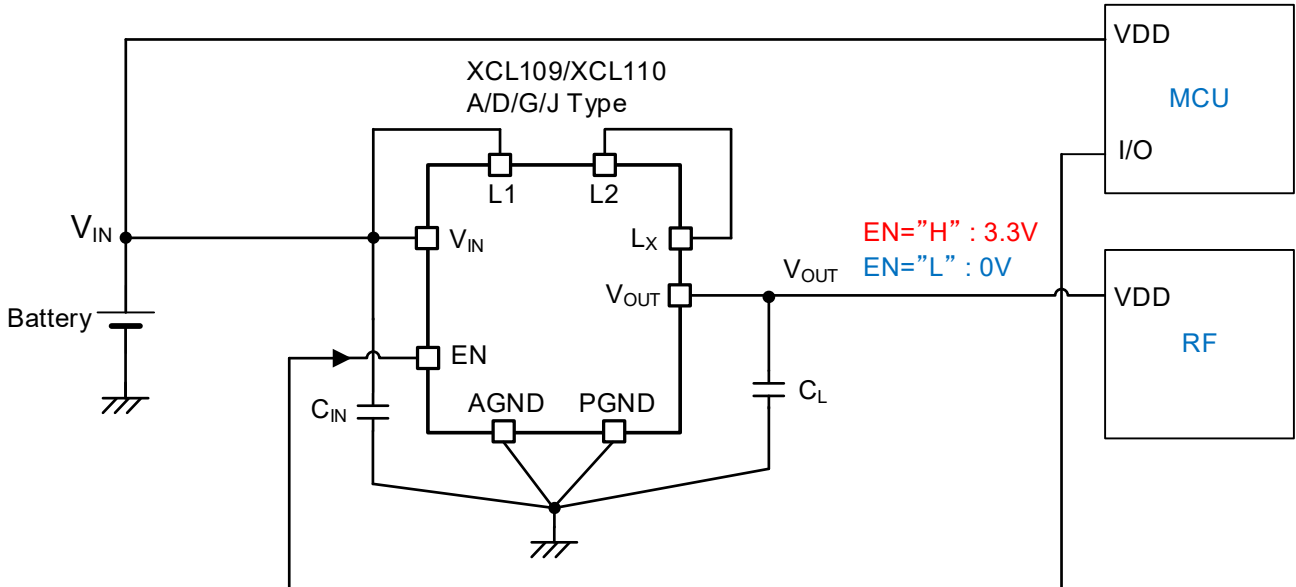 VDD
MCU
I/O
XCL109/XCL110
A/D/G/J Type
L1
L2
VIN
VIN
LX
EN="H" : 3.3V
EN="L" : 0V
VOUT
VOUT
VDD
RF
Battery
EN
CIN
AGND
PGND
CL